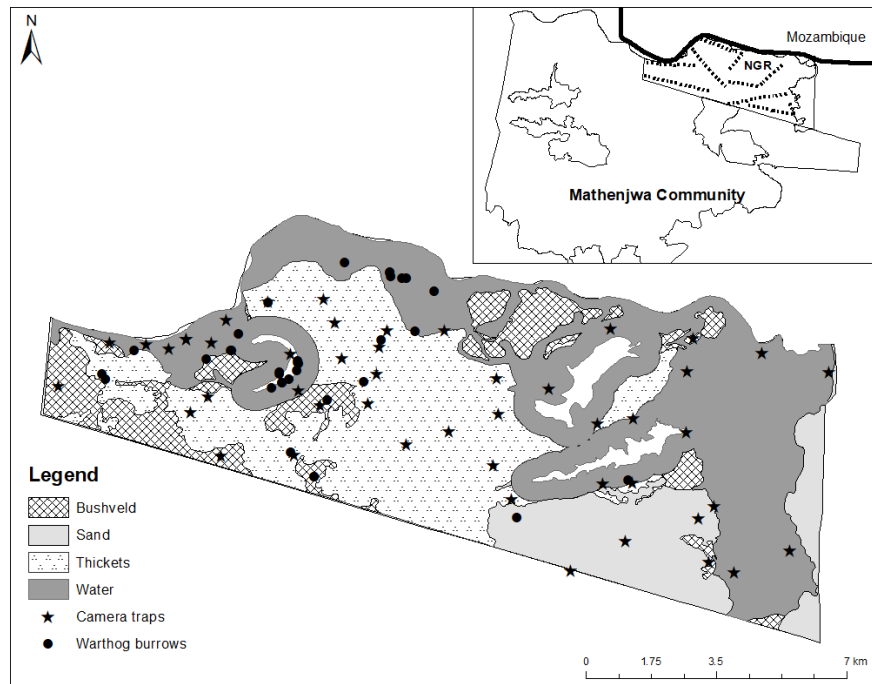 N
Mozambique
NGR
Mathenjwa Community
Legend
Bushveld
Sand
Thickets
Water
Camera traps
Warthog burrows
0 1.75 3.5 7 km